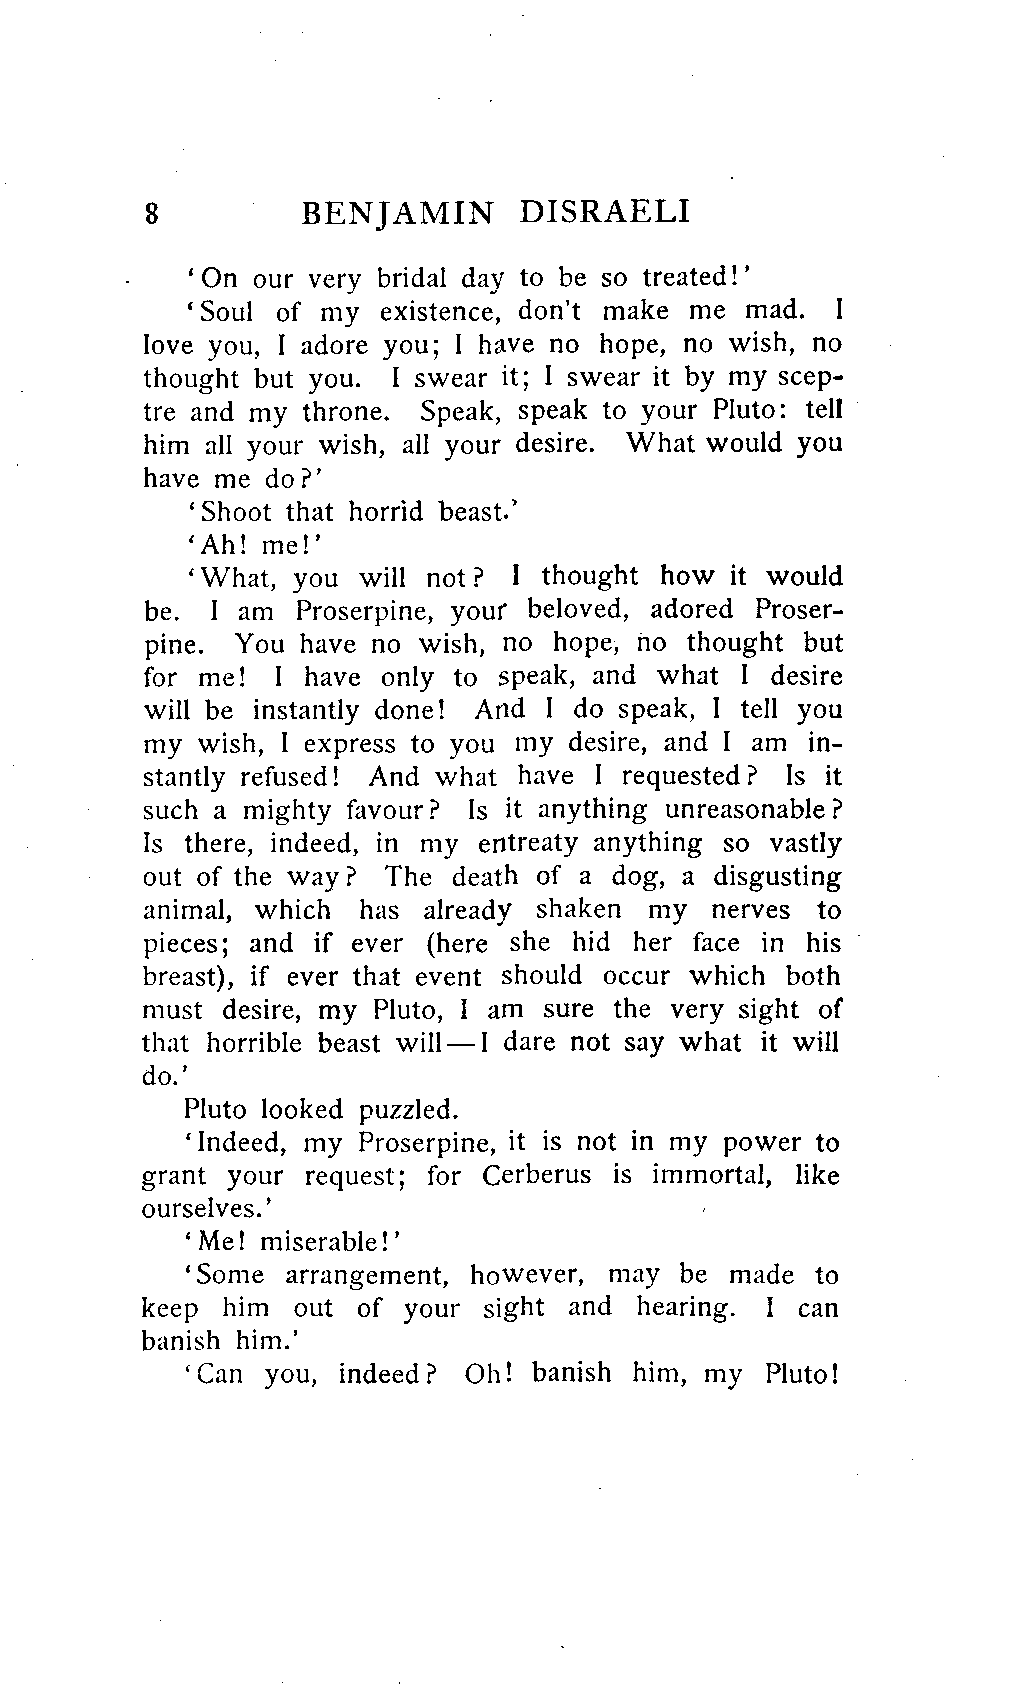 8 BENJAMIN DISRAELI
‘On our very bridal day to be so treated!’
‘Soul of my existence, don't make me mad. I
love you, I adore you; I have no hope, no wish, no
thought but you. I swear it; I swear it by my scep-
tre and my throne. Speak, speak to your Pluto: tell
him all your wish, all your desire. What would you
have me do?’
‘Shoot that horrid beast.’
‘Ah! me!’
‘What, you will not? I thought how it would
be. I am Proserpine, your beloved, adored Proser-
pine. You have no wish, no hope, no thought but
for me! I have only to speak, and what I desire
will be instantly done! And I do speak, I tell you
my wish, I express to you my desire, and I am in-
stantly refused! And what have I requested? Is it
such a mighty favour? Is it anything unreasonable?
Is there, indeed, in my entreaty anything so vastly
out of the way? The death of a dog, a disgusting
animal, which has already shaken my nerves to
pieces; and if ever (here she hid her face in his
breast), if ever that event should occur which both
must desire, my Pluto, I am sure the very sight of
that horrible beast will—I dare not say what it will
do.’
Pluto looked puzzled.
‘Indeed, my Proserpine, it is not in my power to
grant your request; for Cerberus is immortal, like
ourselves.’
‘Me! miserable!’
‘Some arrangement, however, may be made to
keep him out of your sight and hearing. I can
banish him.’
‘Can you, indeed? Oh! banish him, my Pluto!